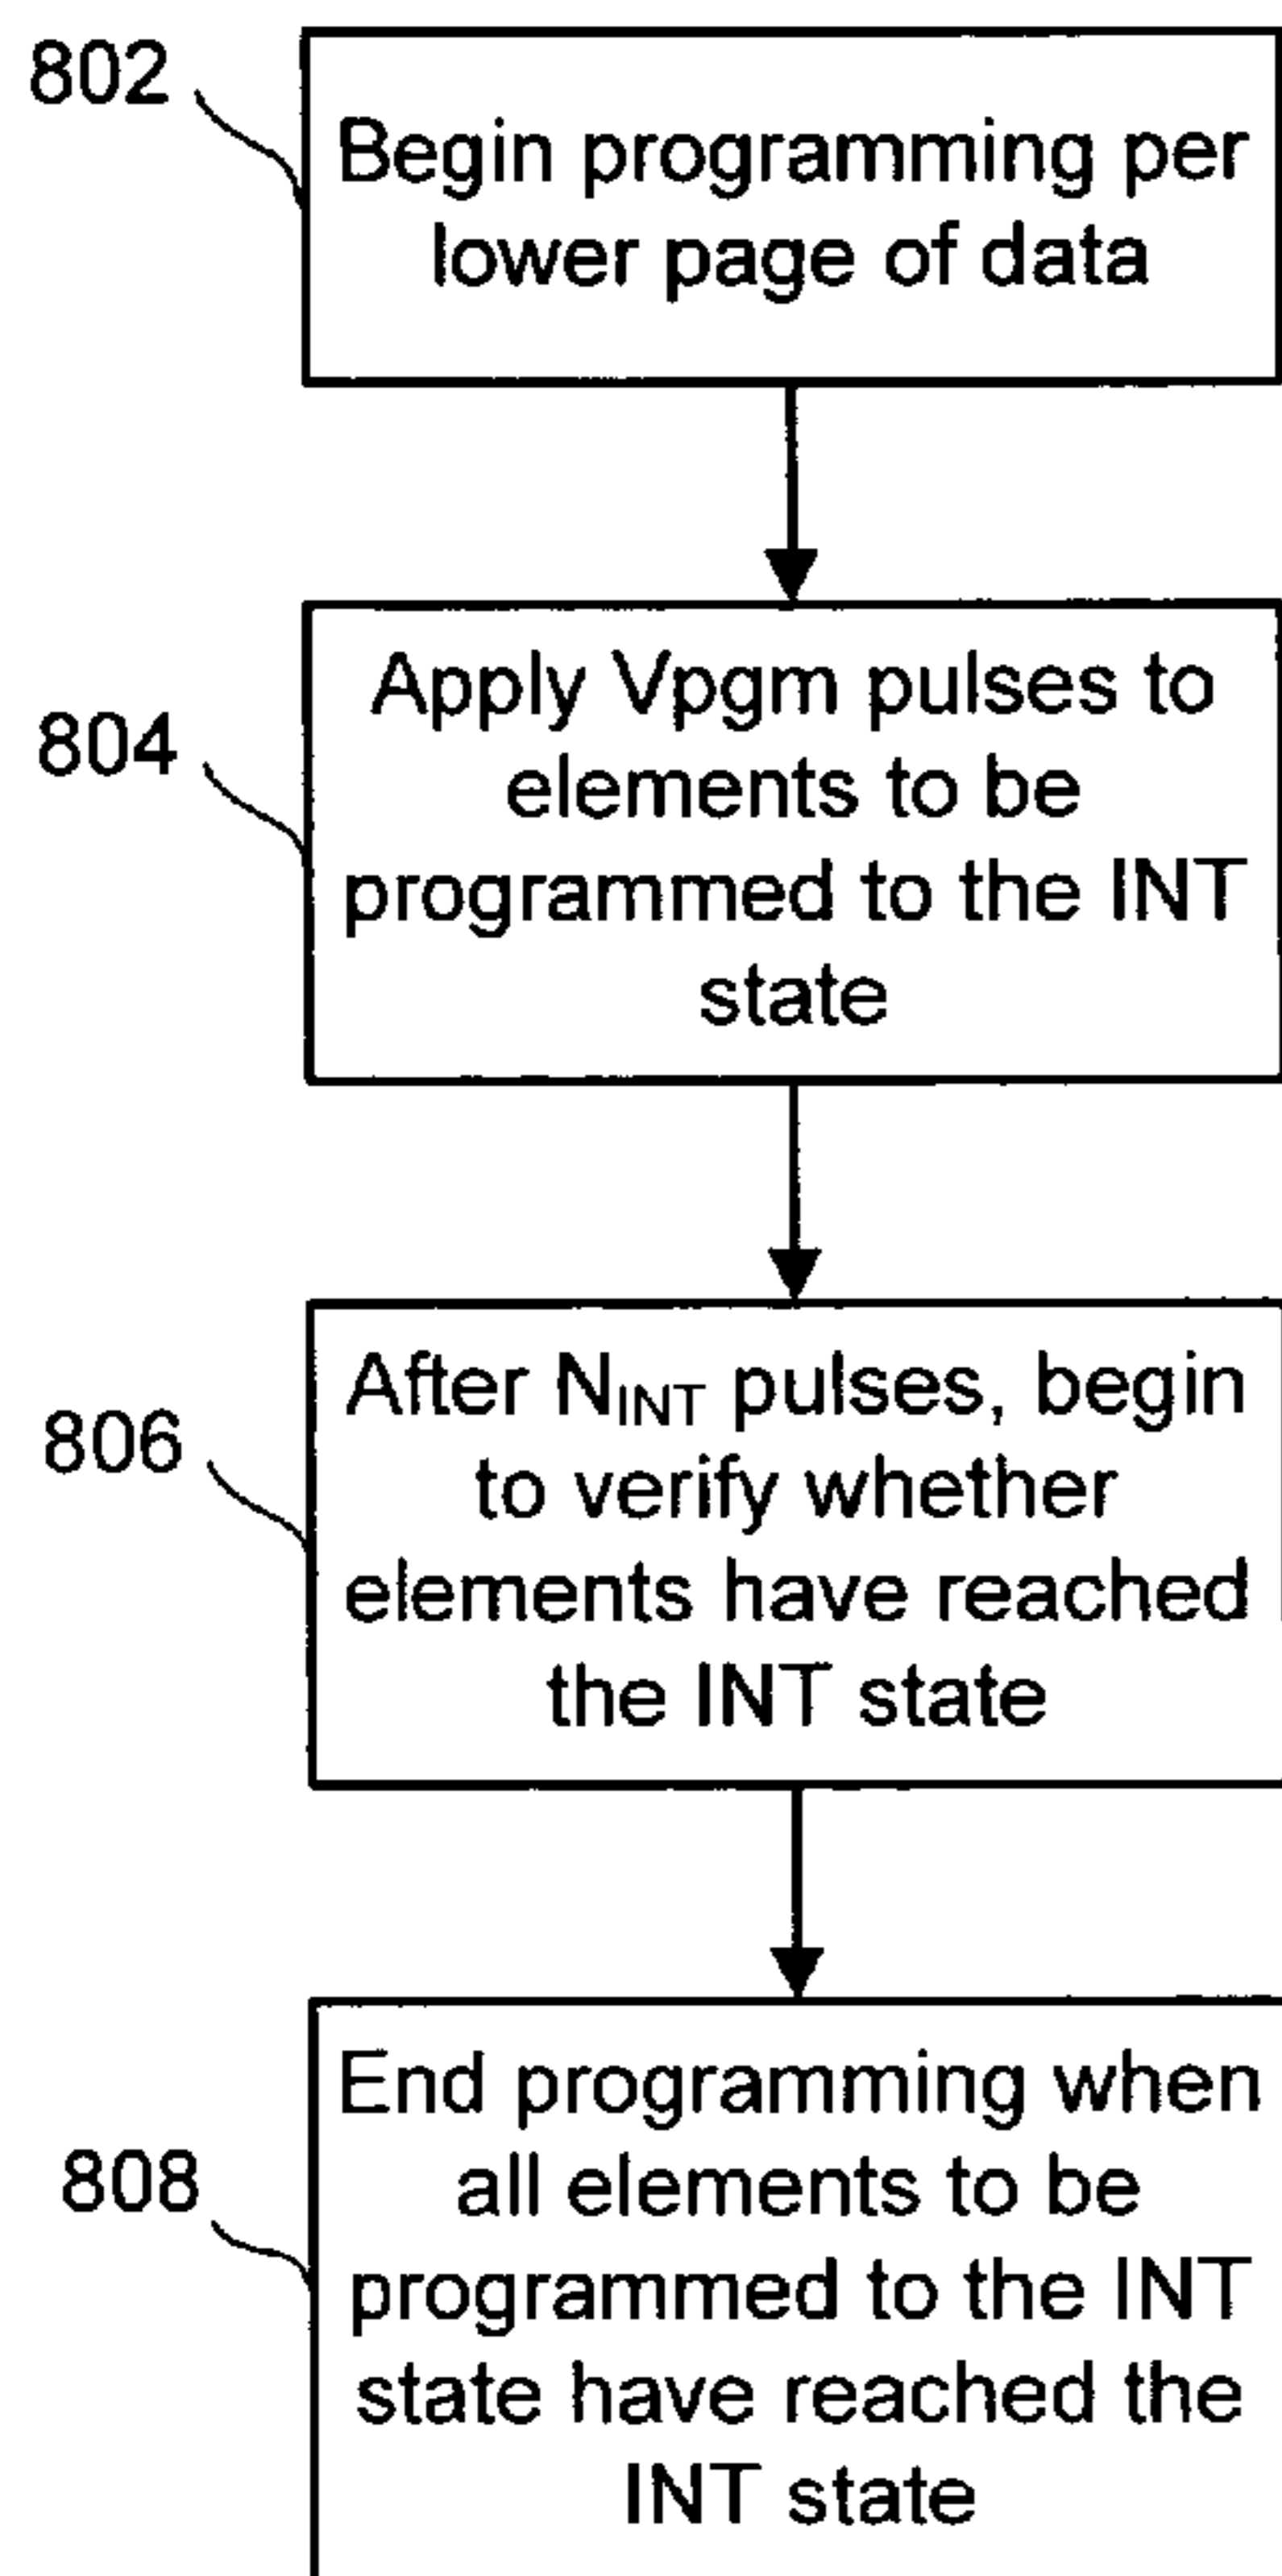 802
Begin programming per
lower page of data
804
Apply Vpgm pulses to
elements to be
programmed to the INT
state
806
After NINT pulses, begin
to verify whether
elements have reached
the INT state
808
End programming when
all elements to be
programmed to the INT
state have reached the
INT state